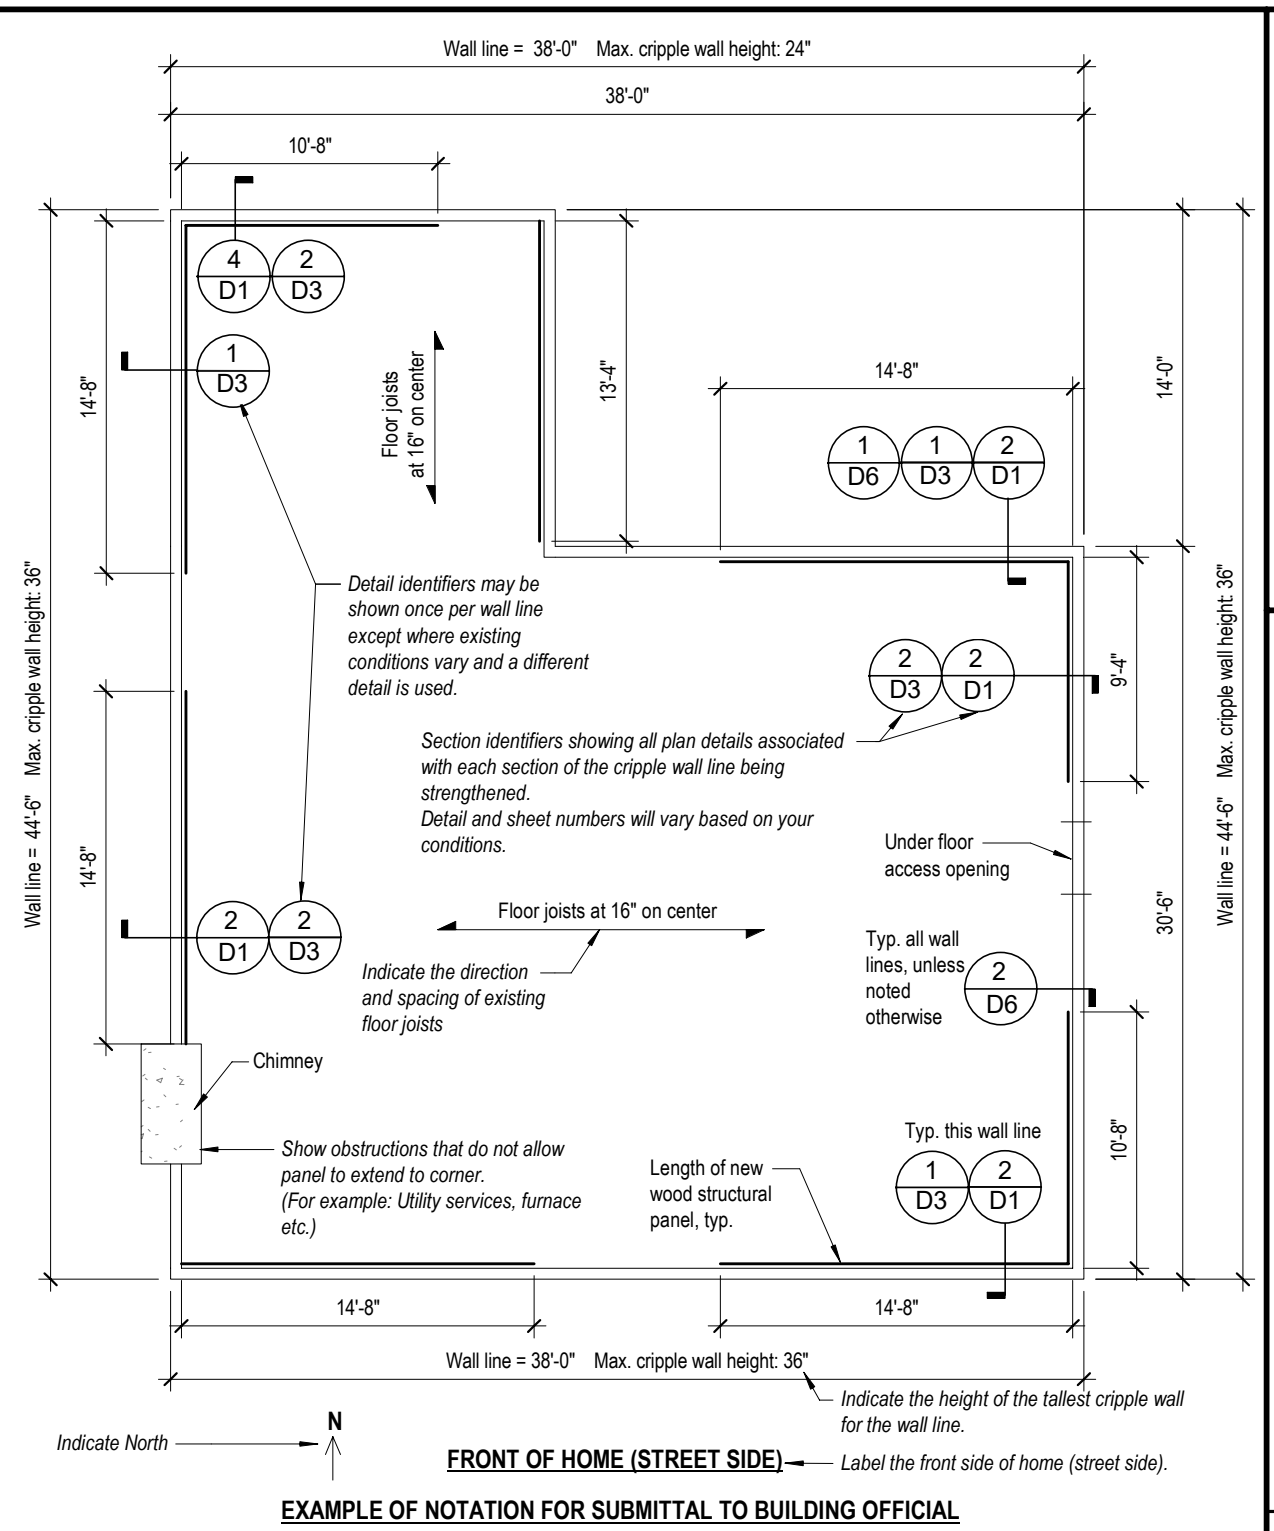 Wall line = 38'-0" Max. cripple wall height: 24"
38'-0"
10'-8"
4
D1
2
D3
1
D3
14'-8"
Floor joists
at 16" on center
13'-4"
14'-8"
14'-0"
1
D6
1
D3
2
D1
Wall line = 44'-6" Max. cripple wall height: 36"
Detail identifiers may be
shown once per wall line
except where existing
conditions vary and a different
detail is used.
2
D3
2
D1
9'-4"
Wall line = 44'-6" Max. cripple wall height: 36"
Section identifiers showing all plan details associated
with each section of the cripple wall line being
strengthened.
Detail and sheet numbers will vary based on your
conditions.
Under floor
access opening
14'-8"
30'-6"
2
D1
2
D3
Floor joists at 16" on center
Indicate the direction
and spacing of existing
floor joists
Typ. all wall
lines, unless
noted
otherwise
2
D6
Chimney
Show obstructions that do not allow
panel to extend to corner.
(For example: Utility services, furnace
etc.)
Length of new
wood structural
panel, typ.
Typ. this wall line
1
D3
2
D1
10'-8"
14'-8"
14'-8"
Wall line = 38'-0" Max. cripple wall height: 36"
Indicate the height of the tallest cripple wall
for the wall line.
N
Indicate North
FRONT OF HOME (STREET SIDE)
Label the front side of home (street side).
EXAMPLE OF NOTATION FOR SUBMITTAL TO BUILDING OFFICIAL